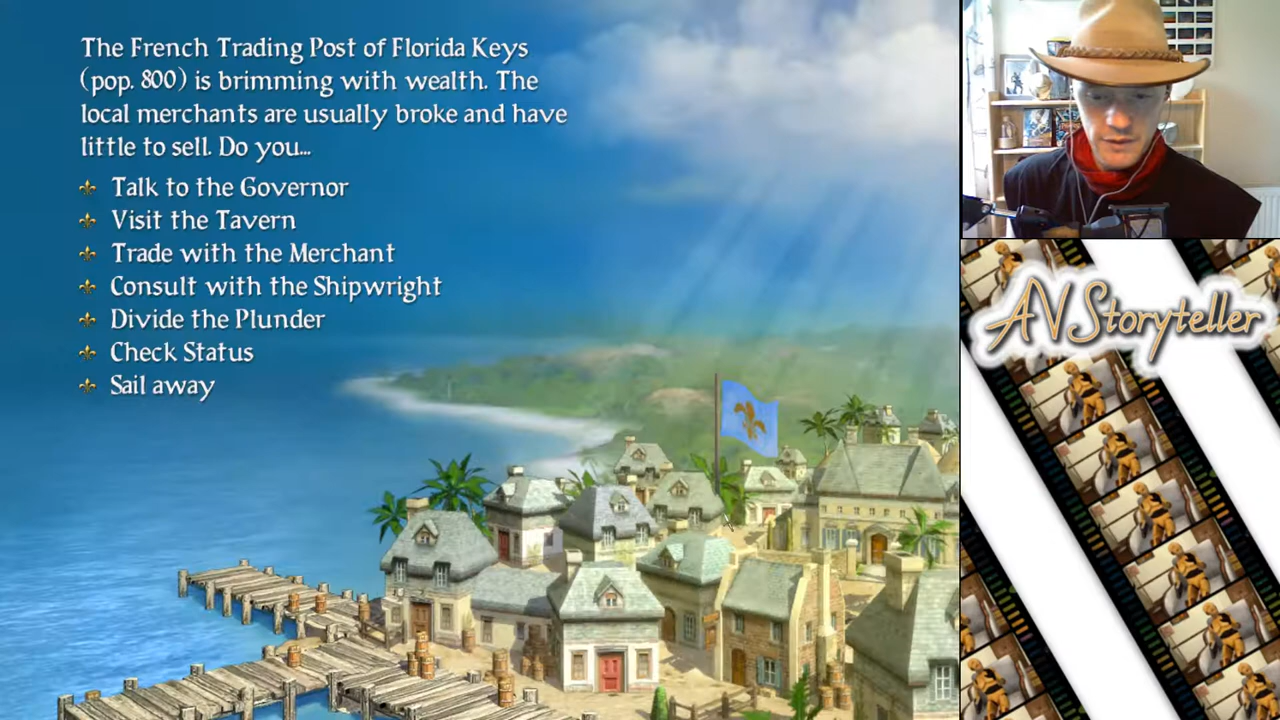 The French Trading Post of Florida Keys
(pop. 800) is brimming with wealth. The
local merchants are usually broke and have
little to sell. Do you...
Talk to the Governor
Visit the Tavern
Trade with the Merchant
Consult with the Shipwright
Divide the Plunder
Check Status
Sail away
AVStoryteller